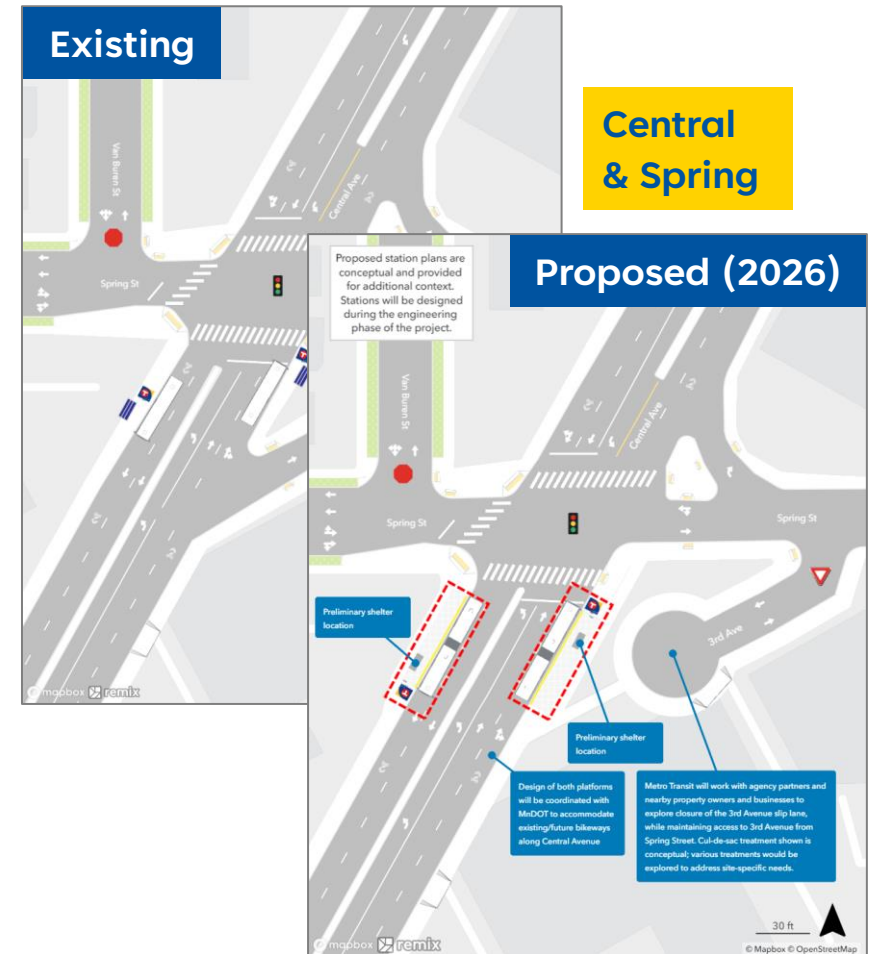 Existing
Central
& Spring
Van Buren St
Central Ave
Spring St
mapbox remix
Proposed (2026)
Proposed station plans are
conceptual and provided
for additional context.
Stations will be designed
during the engineering
phase of the project.
Van Buren St
Central Ave
Spring St
Spring St
3rd Ave
Preliminary shelter
location
Preliminary shelter
location
Design of both platforms
will be coordinated with
MnDOT to accommodate
existing/future bikeways
along Central Avenue
Metro Transit will work with agency partners and
nearby property owners and businesses to
explore closure of the 3rd Avenue slip lane,
while maintaining access to 3rd Avenue from
Spring Street. Cul-de-sac treatment shown is
conceptual; various treatments would be
explored to address site-specific needs.
30 ft
mapbox remix
© Mapbox © OpenStreetMap